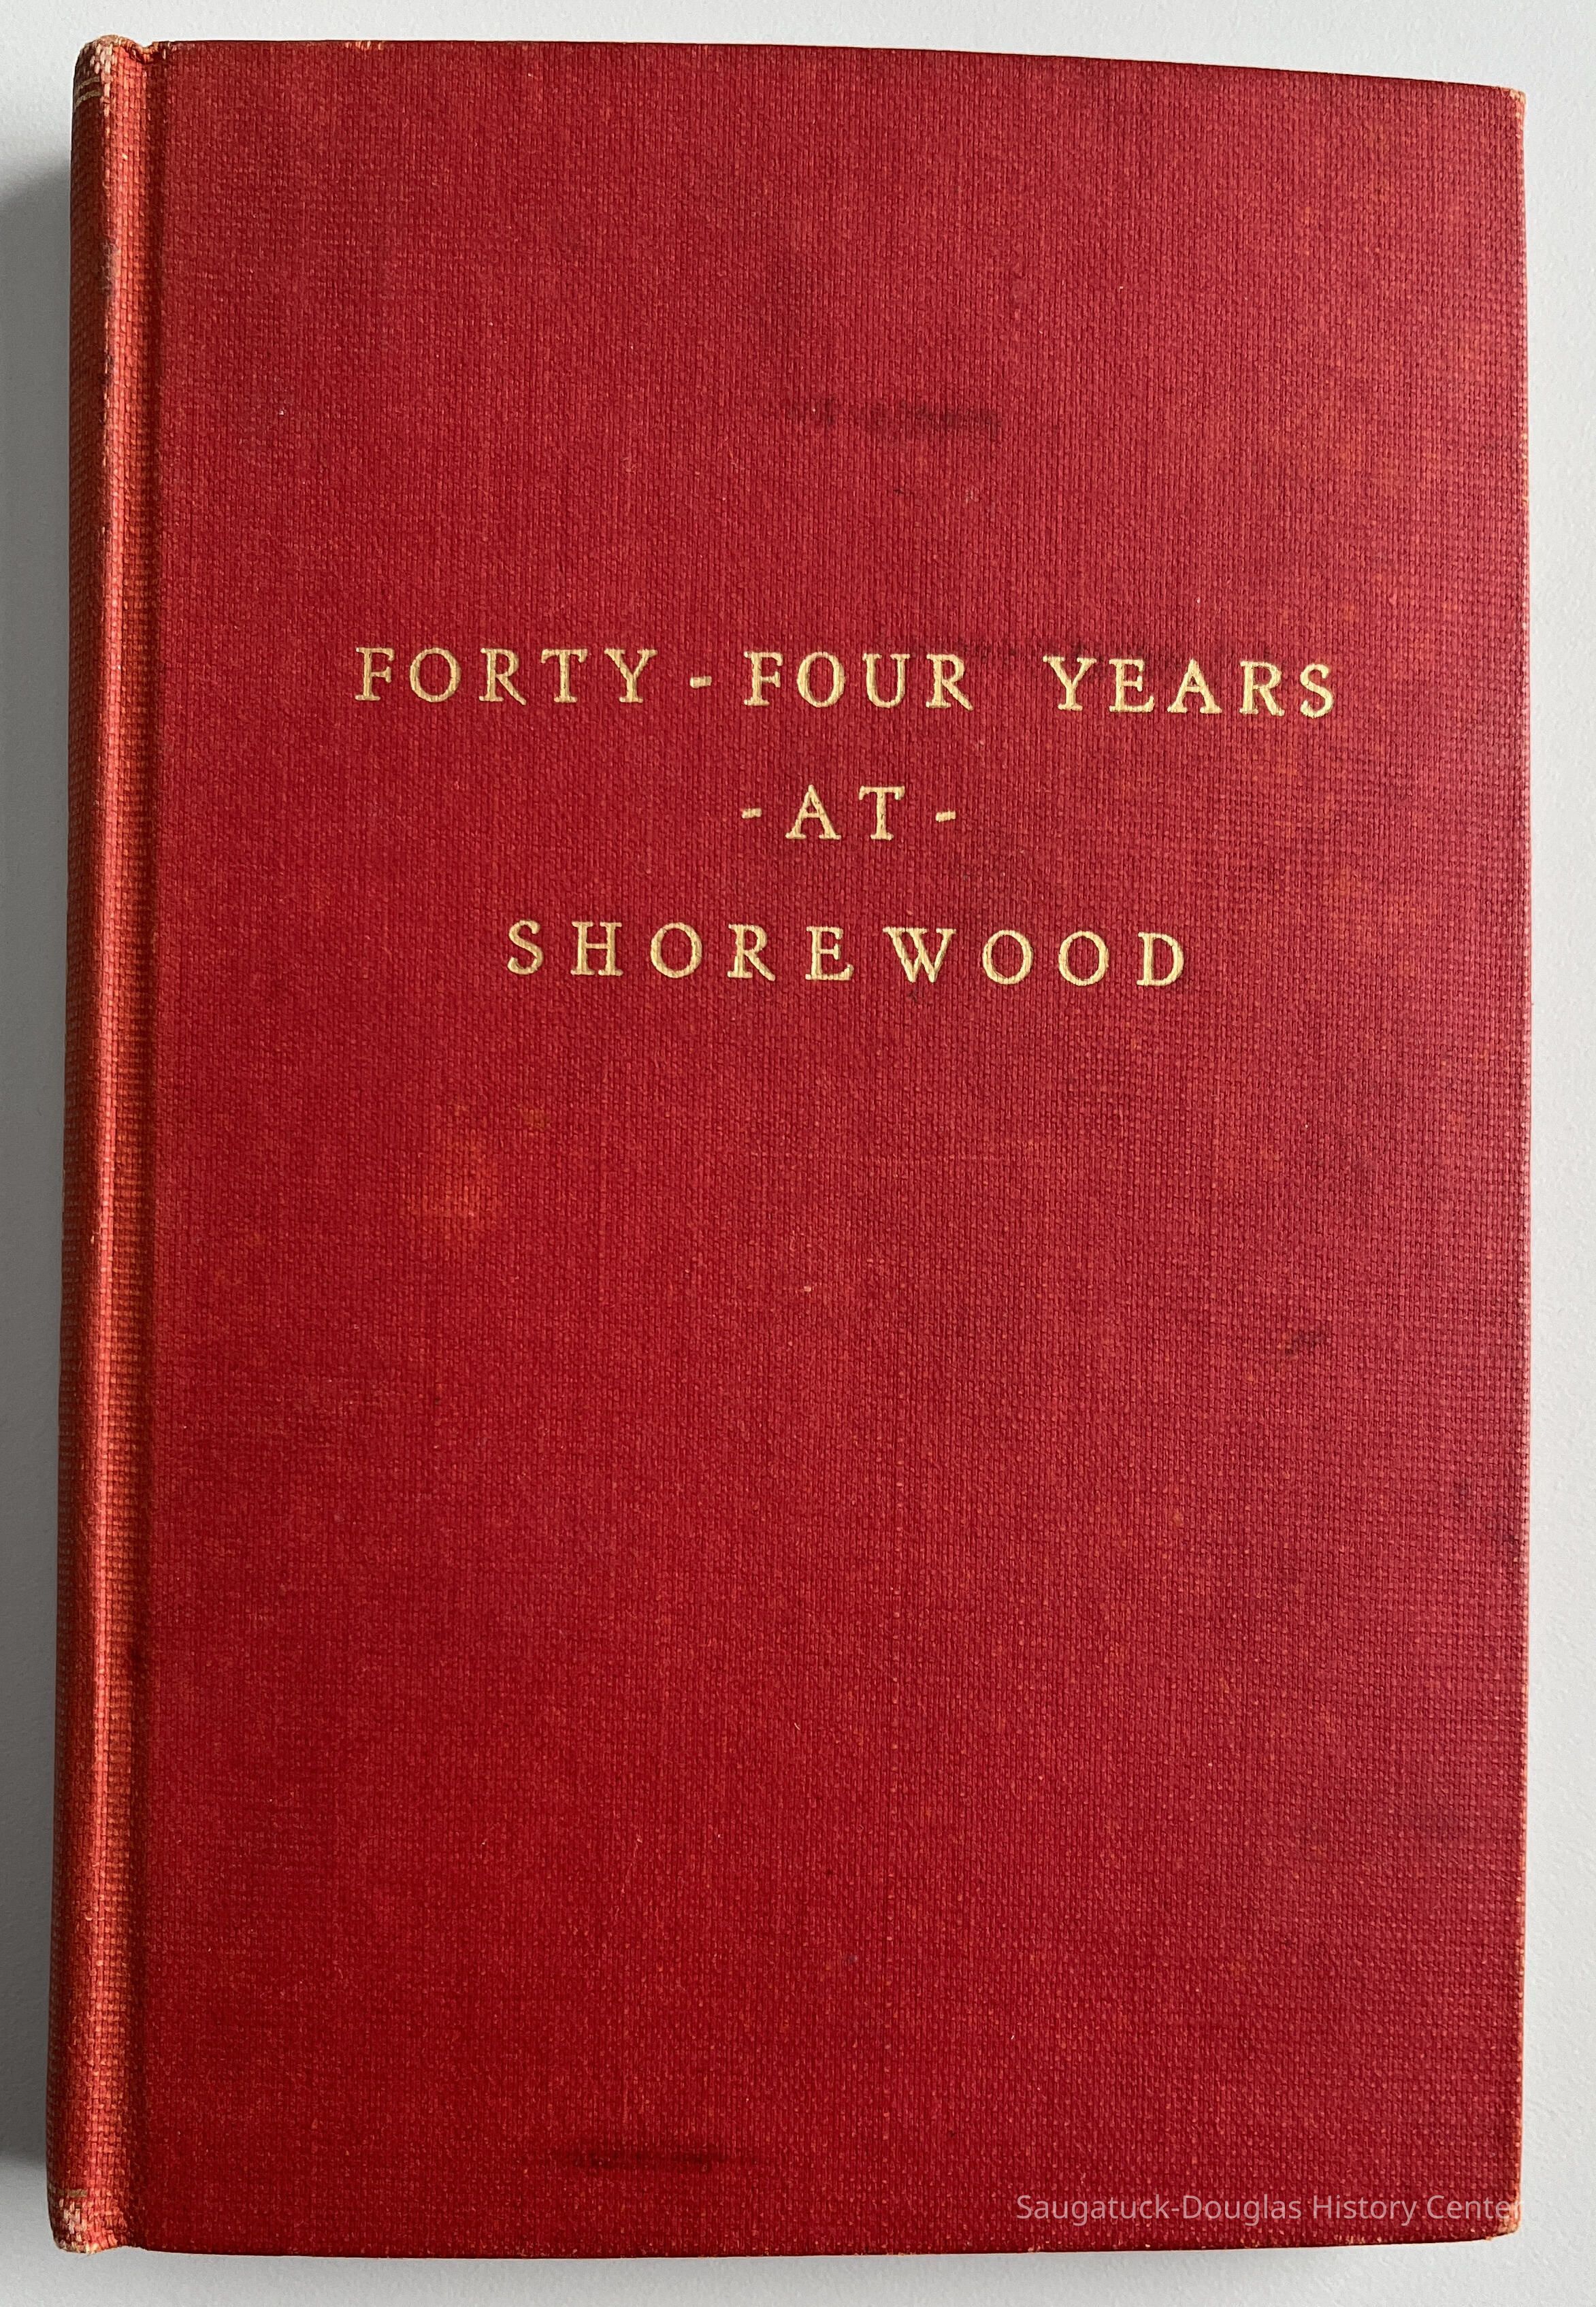 FORTY-FOUR YEARS
-AT-
SHOREWOOD
Saugatuck-Douglas History Center